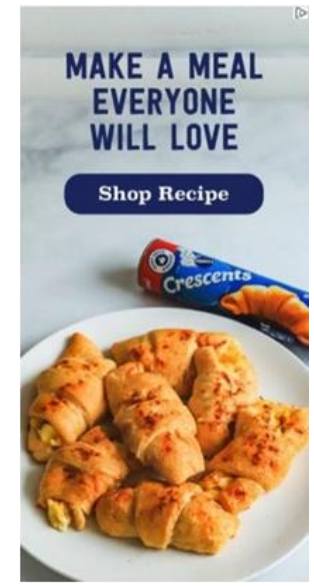 MAKE A MEAL
EVERYONE
WILL LOVE
Shop Recipe
Crescents